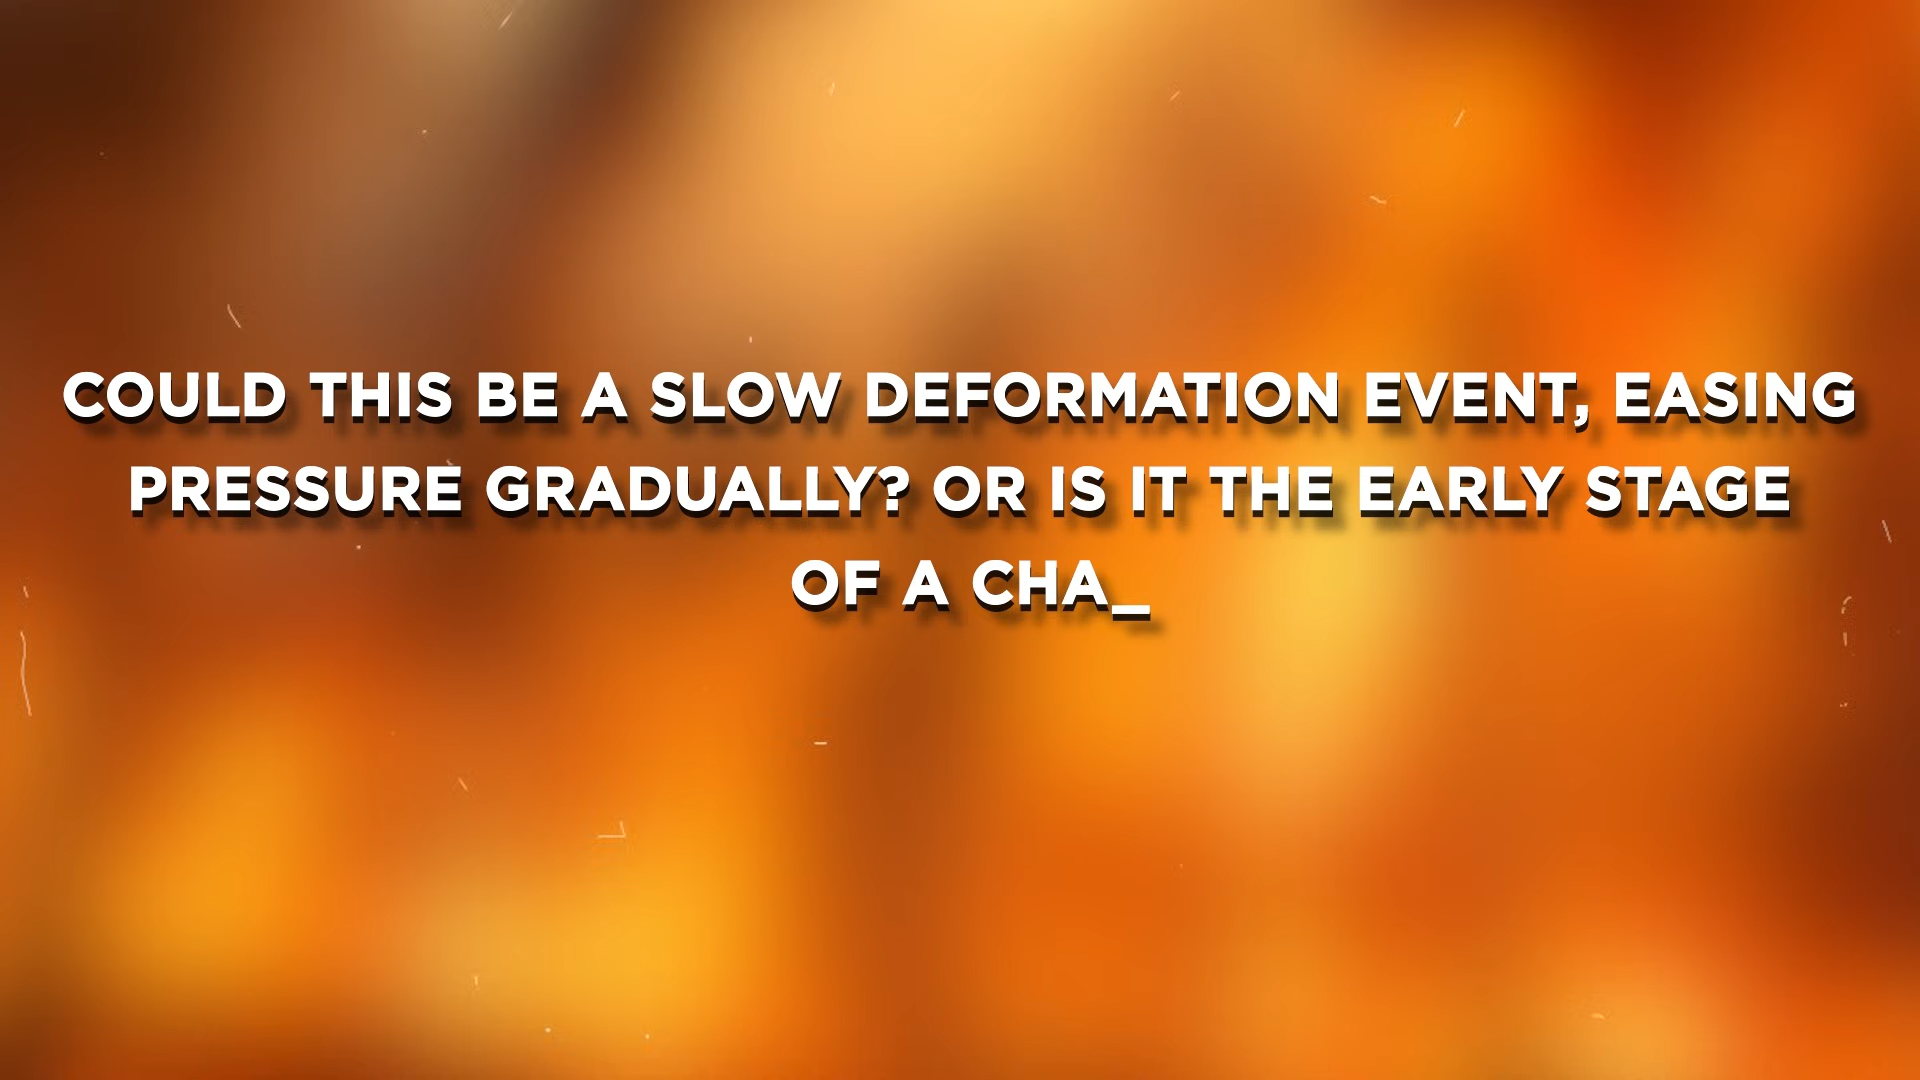 COULD THIS BE A SLOW DEFORMATION EVENT, EASING
PRESSURE GRADUALLY? OR IS IT THE EARLY STAGE
OF A CHA_